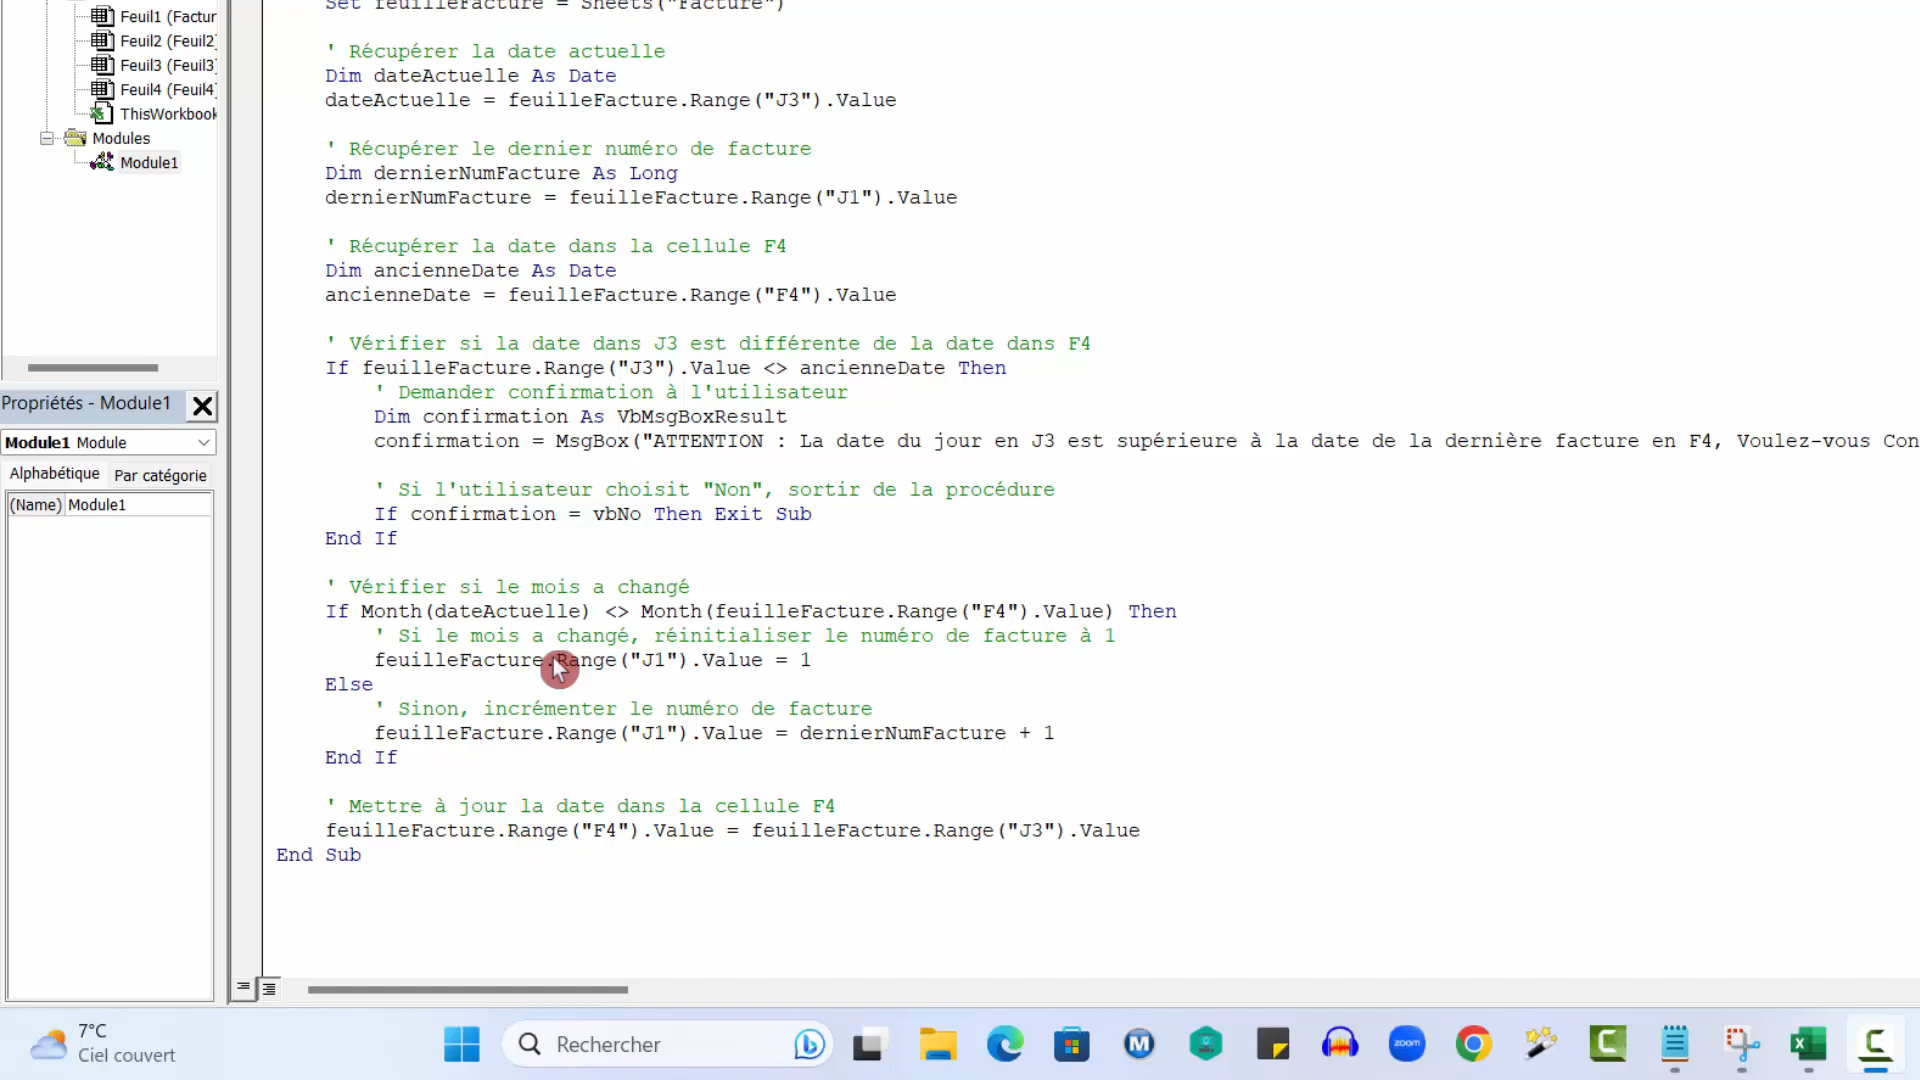 Feuil1 (Factur
Feuil2 (Feuil2)
Feuil3 (Feuil3)
Feuil4 (Feuil4)
ThisWorkbook
Modules
Module1
Propriétés - Module1
Module1 Module
Alphabétique
Par catégorie
(Name) Module1
Set feuilleFacture = Sheets("Facture")
' Récupérer la date actuelle
Dim dateActuelle As Date
dateActuelle = feuilleFacture.Range("J3").Value
' Récupérer le dernier numéro de facture
Dim dernierNumFacture As Long
dernierNumFacture = feuilleFacture.Range("J1").Value
' Récupérer la date dans la cellule F4
Dim ancienneDate As Date
ancienneDate = feuilleFacture.Range("F4").Value
' Vérifier si la date dans J3 est différente de la date dans F4
If feuilleFacture.Range("J3").Value <> ancienneDate Then
' Demander confirmation à l'utilisateur
Dim confirmation As VbMsgBoxResult
confirmation = MsgBox("ATTENTION : La date du jour en J3 est supérieure à la date de la dernière facture en F4, Voulez-vous Con
' Si l'utilisateur choisit "Non", sortir de la procédure
If confirmation = vbNo Then Exit Sub
End If
' Vérifier si le mois a changé
If Month(dateActuelle) <> Month(feuilleFacture.Range("F4").Value) Then
' Si le mois a changé, réinitialiser le numéro de facture à 1
feuilleFacture.Range("J1").Value = 1
Else
' Sinon, incrémenter le numéro de facture
feuilleFacture.Range("J1").Value = dernierNumFacture + 1
End If
' Mettre à jour la date dans la cellule F4
feuilleFacture.Range("F4").Value = feuilleFacture.Range("J3").Value
End Sub
7°C
Ciel couvert
Rechercher
zoom